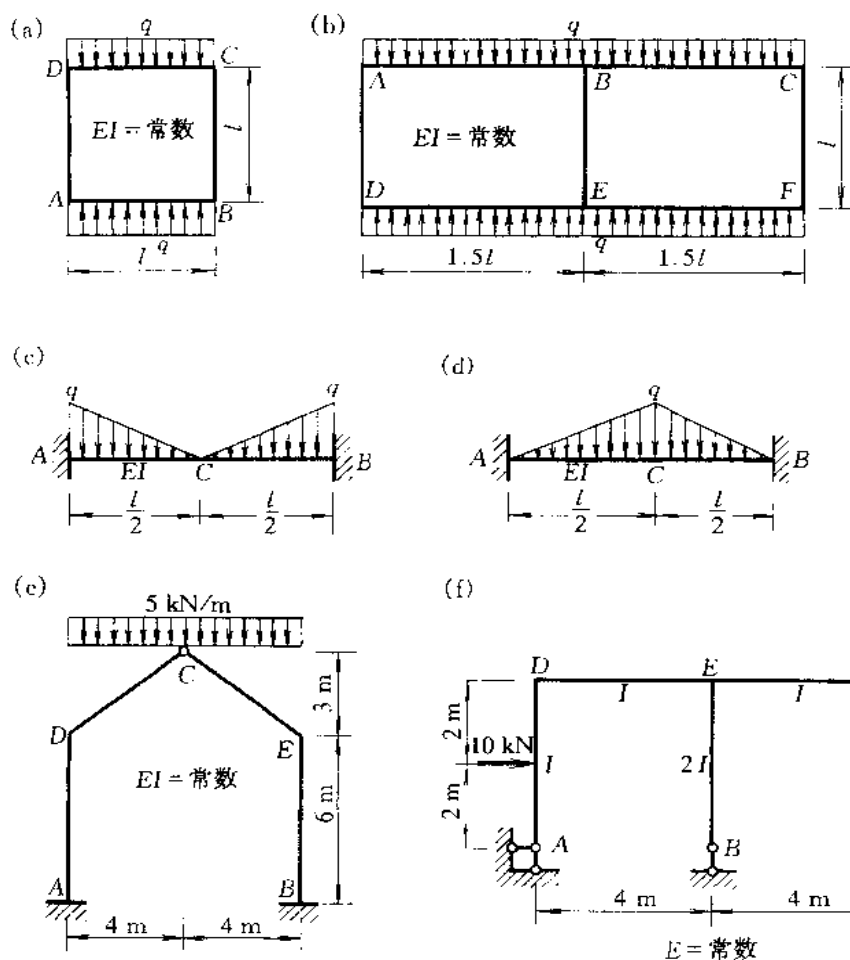 (a)
q
D
C
EI = 常数
l
A
B
q
l
(b)
q
A
B
C
EI = 常数
l
D
E
F
q
1.5l
1.5l
(c)
q
q
A
EI
C
B
l/2
l/2
(d)
q
A
EI
C
B
l/2
l/2
(e)
5 kN/m
C
3 m
D
E
EI = 常数
6 m
A
B
4 m
4 m
(f)
D
E
I
I
2 m
10 kN
I
2I
2 m
A
B
4 m
4 m
E = 常数